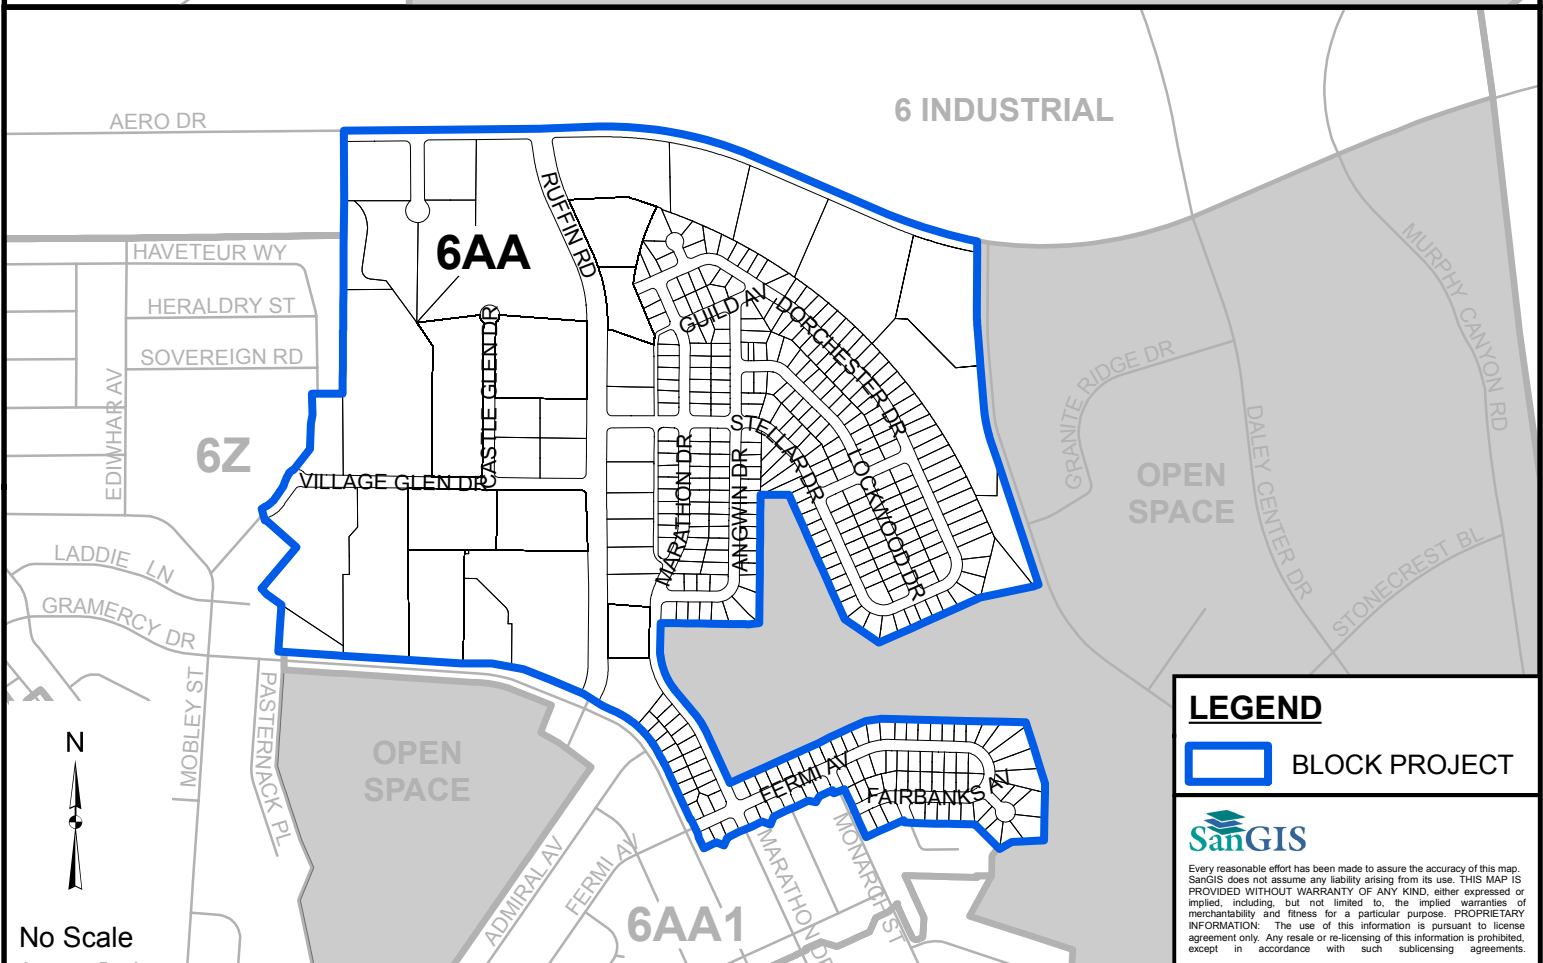 6 INDUSTRIAL
AERO DR
RUFFIN RD
6AA
HAVETEUR WY
HERALDRY ST
SOVEREIGN RD
EDIWHAR AV
6Z
CASTLE GLEN DR
VILLAGE GLEN DR
GUILD AV
DORCHESTER DR
STELLAR DR
MARATHON DR
ANGWIN DR
LOCKWOOD DR
GRANITE RIDGE DR
MURPHY CANYON RD
DALEY CENTER DR
OPEN
SPACE
STONECREST BL
LADDIE LN
GRAMERCY DR
MOBLEY ST
PASTERNACK PL
OPEN
SPACE
FERMI AV
FAIRBANKS AV
ADMIRAL AV
FERMI AV
MARATHON DR
MONARCH ST
6AA1
N
No Scale
LEGEND
BLOCK PROJECT
SanGIS
Every reasonable effort has been made to assure the accuracy of this map.
SanGIS does not assume any liability arising from its use. THIS MAP IS
PROVIDED WITHOUT WARRANTY OF ANY KIND, either expressed or
implied, including, but not limited to, the implied warranties of
merchantability and fitness for a particular purpose. PROPRIETARY
INFORMATION: The use of this information is pursuant to license
agreement only. Any resale or re-licensing of this information is prohibited,
except in accordance with such sublicensing agreements.